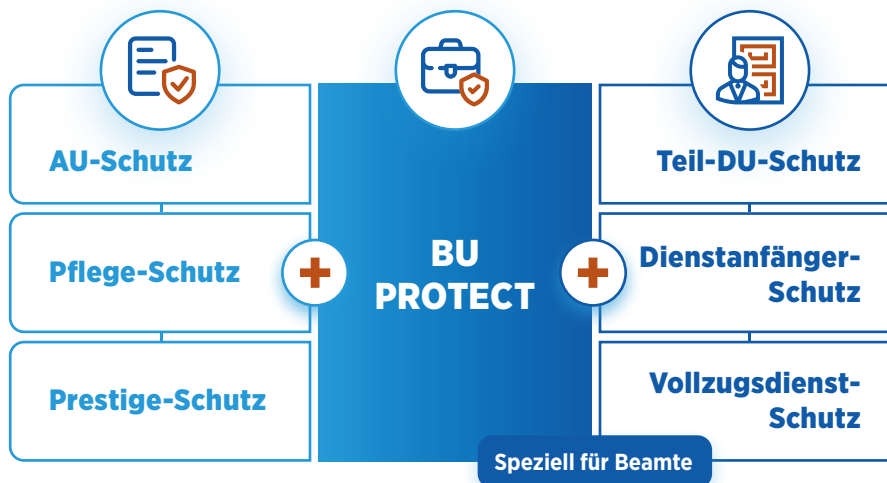 AU-Schutz
Pflege-Schutz
Prestige-Schutz
BU
PROTECT
Teil-DU-Schutz
Dienstanfänger-
Schutz
Vollzugsdienst-
Schutz
Speziell für Beamte